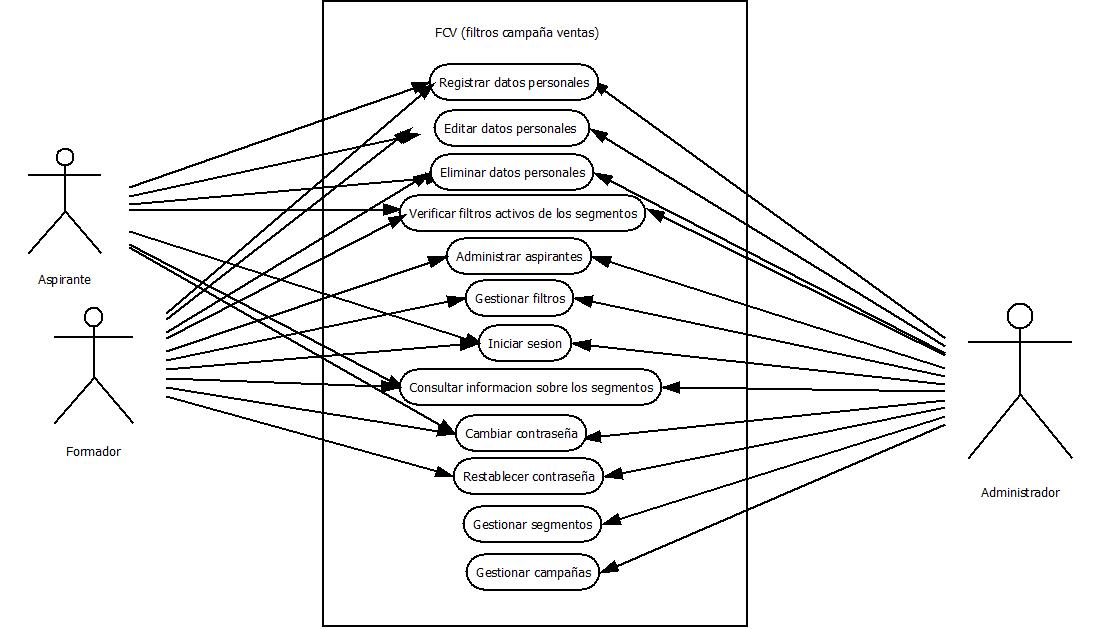 FCV (filtros campaña ventas)
Registrar datos personales
Editar datos personales
Eliminar datos personales
Verificar filtros activos de los segmentos
Administrar aspirantes
Gestionar filtros
Iniciar sesion
Consultar informacion sobre los segmentos
Cambiar contraseña
Restablecer contraseña
Gestionar segmentos
Gestionar campañas
Aspirante
Formador
Administrador